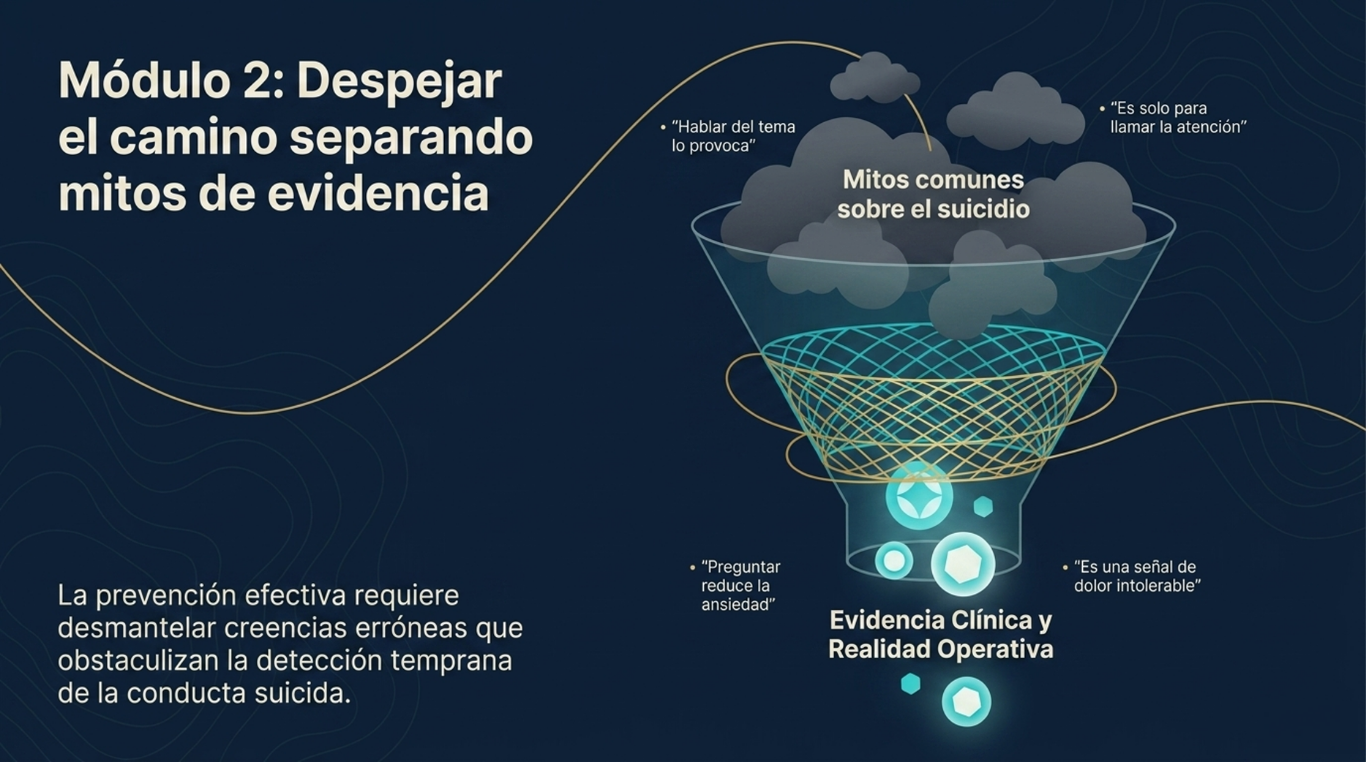 Módulo 2: Despejar
el camino separando
mitos de evidencia
• "Hablar del tema
lo provoca"
• "Es solo para
llamar la atención"
Mitos comunes
sobre el suicidio
• "Preguntar
reduce la
ansiedad"
• "Es una señal de
dolor intolerable"
Evidencia Clínica y
Realidad Operativa
La prevención efectiva requiere
desmantelar creencias erróneas que
obstaculizan la detección temprana
de la conducta suicida.